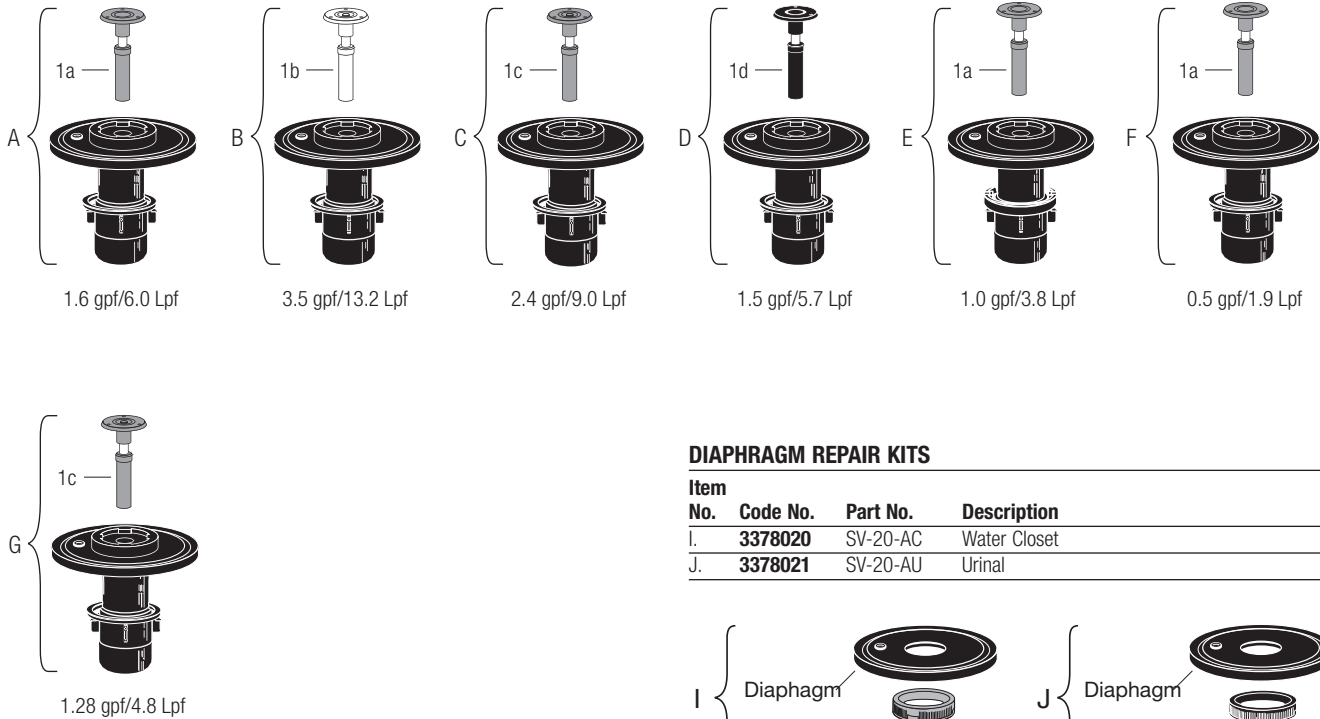 A
1a
1.6 gpf/6.0 Lpf
B
1b
3.5 gpf/13.2 Lpf
C
1c
2.4 gpf/9.0 Lpf
D
1d
1.5 gpf/5.7 Lpf
E
1a
1.0 gpf/3.8 Lpf
F
1a
0.5 gpf/1.9 Lpf
G
1c
1.28 gpf/4.8 Lpf
DIAPHRAGM REPAIR KITS
Item
No. Code No. Part No. Description
I. 3378020 SV-20-AC Water Closet
J. 3378021 SV-20-AU Urinal
I
Diaphagm
J
Diaphagm